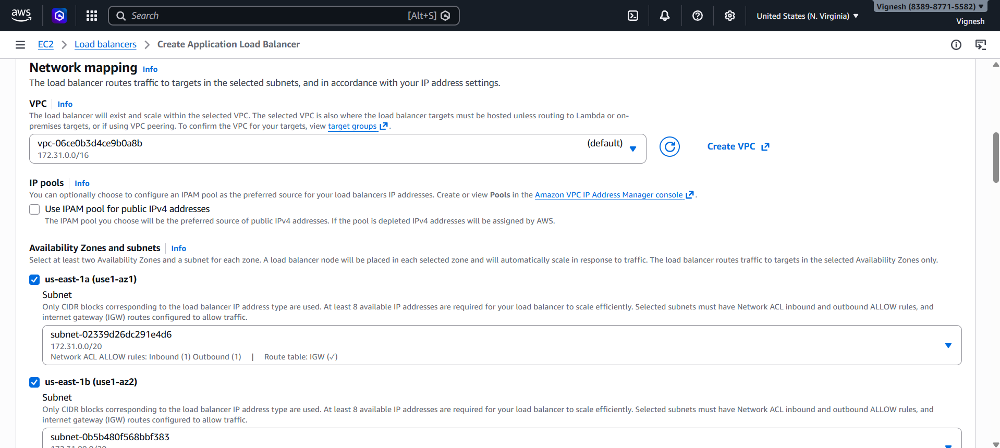 aws
Search [Alt+S]
United States (N. Virginia)
Vignesh (8389-8771-5582)
Vignesh
EC2 Load balancers Create Application Load Balancer
Network mapping Info
The load balancer routes traffic to targets in the selected subnets, and in accordance with your IP address settings.
VPC Info
The load balancer will exist and scale within the selected VPC. The selected VPC is also where the load balancer targets must be hosted unless routing to Lambda or on-
premises targets, or if using VPC peering. To confirm the VPC for your targets, view target groups.
vpc-06ce0b3d4ce9b0a8b (default)
172.31.0.0/16
Create VPC
IP pools Info
You can optionally choose to configure an IPAM pool as the preferred source for your load balancers IP addresses. Create or view Pools in the Amazon VPC IP Address Manager console.
Use IPAM pool for public IPv4 addresses
The IPAM pool you choose will be the preferred source of public IPv4 addresses. If the pool is depleted IPv4 addresses will be assigned by AWS.
Availability Zones and subnets Info
Select at least two Availability Zones and a subnet for each zone. A load balancer node will be placed in each selected zone and will automatically scale in response to traffic. The load balancer routes traffic to targets in the selected Availability Zones only.
us-east-1a (use1-az1)
Subnet
Only CIDR blocks corresponding to the load balancer IP address type are used. At least 8 available IP addresses are required for your load balancer to scale efficiently. Selected subnets must have Network ACL inbound and outbound ALLOW rules, and
internet gateway (IGW) routes configured to allow traffic.
subnet-02339d26dc291e4d6
172.31.0.0/20
Network ACL ALLOW rules: Inbound (1) Outbound (1) | Route table: IGW (✓)
us-east-1b (use1-az2)
Subnet
Only CIDR blocks corresponding to the load balancer IP address type are used. At least 8 available IP addresses are required for your load balancer to scale efficiently. Selected subnets must have Network ACL inbound and outbound ALLOW rules, and
internet gateway (IGW) routes configured to allow traffic.
subnet-0b5b480f568bbf383